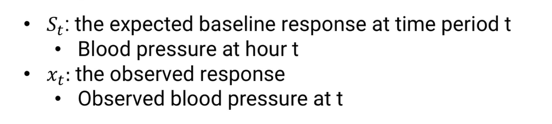 • S_t: the expected baseline response at time period t
• Blood pressure at hour t
• x_t: the observed response
• Observed blood pressure at t